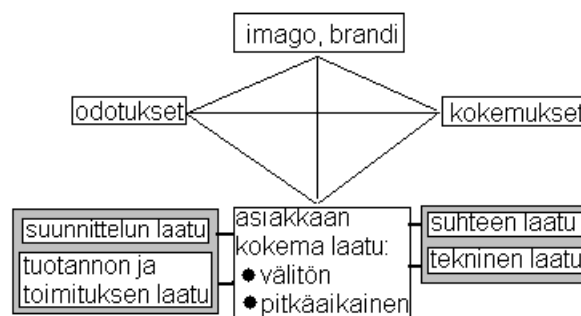 imago, brandi
odotukset
kokemukset
suunnittelun laatu
tuotannon ja
toimituksen laatu
asiakkaan
kokema laatu:
● välitön
● pitkäaikainen
suhteen laatu
tekninen laatu